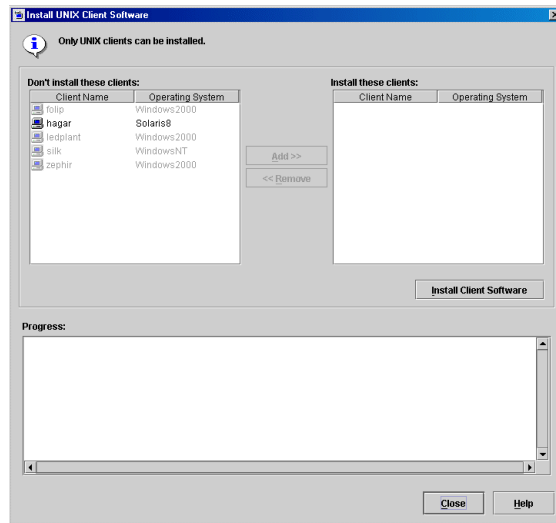 Install UNIX Client Software
Only UNIX clients can be installed.
Don't install these clients:
Client Name Operating System
folip Windows2000
hagar Solaris8
ledplant Windows2000
silk WindowsNT
zephir Windows2000
Add >>
<< Remove
Install these clients:
Client Name Operating System
Install Client Software
Progress:
Close
Help